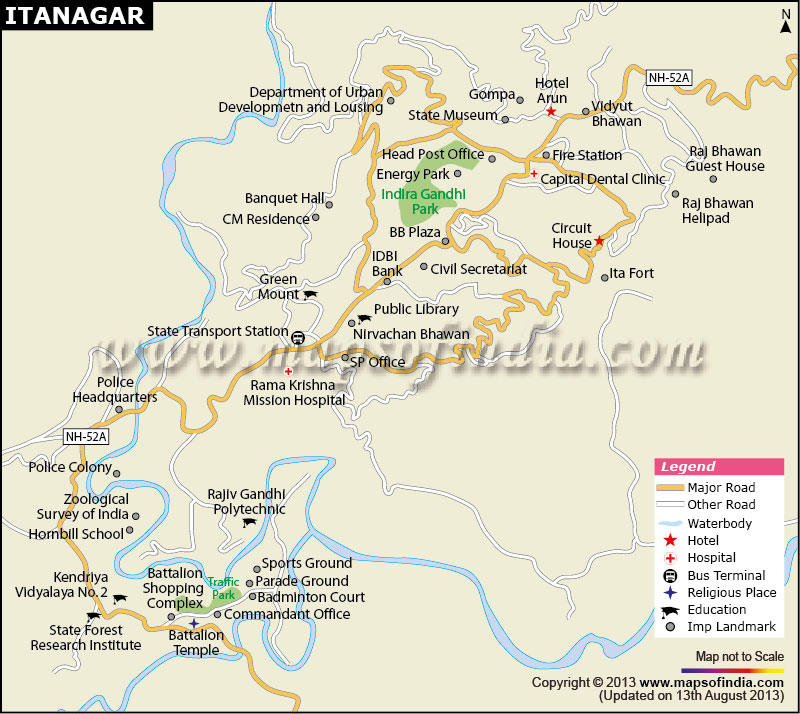 ITANAGAR
N
NH-52A
Department of Urban
Developmetn and Lousing
Gompa
Hotel
Arun
State Museum
Vidyut
Bhawan
Head Post Office
Fire Station
Raj Bhawan
Guest House
Energy Park
Capital Dental Clinic
Indira Gandhi
Park
Banquet Hall
CM Residence
Raj Bhawan
Helipad
BB Plaza
Circuit
House
IDBI
Bank
Civil Secretariat
Ita Fort
Green
Mount
Public Library
State Transport Station
Nirvachan Bhawan
www.mapsofindia.com
SP Office
Rama Krishna
Mission Hospital
Police
Headquarters
NH-52A
Police Colony
Zoological
Survey of India
Hornbill School
Rajiv Gandhi
Polytechnic
Sports Ground
Kendriya
Vidyalaya No.2
Battalion
Shopping
Complex
Traffic
Park
Parade Ground
Badminton Court
Commandant Office
State Forest
Research Institute
Battalion
Temple
Legend
Major Road
Other Road
Waterbody
Hotel
Hospital
Bus Terminal
Religious Place
Education
Imp Landmark
Map not to Scale
Copyright © 2013 www.mapsofindia.com
(Updated on 13th August 2013)